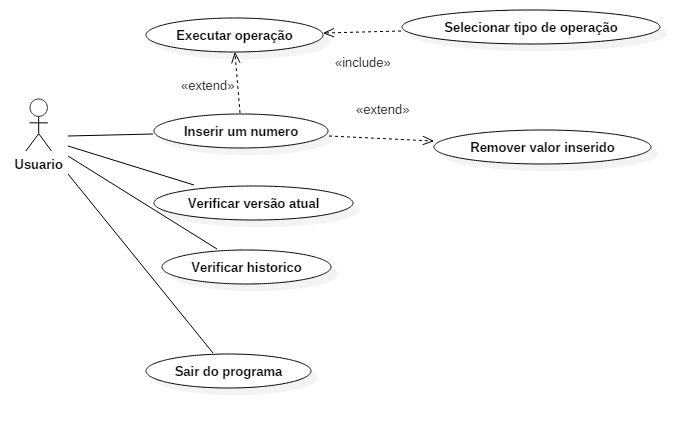 Executar operação
Selecionar tipo de operação
«include»
«extend»
«extend»
Inserir um numero
Remover valor inserido
Usuario
Verificar versão atual
Verificar historico
Sair do programa